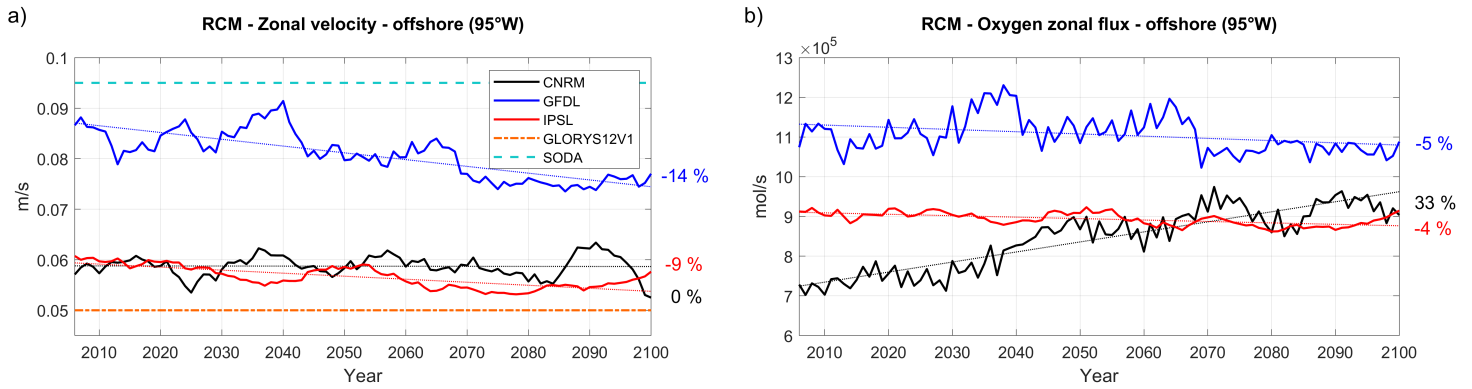 a)
RCM - Zonal velocity - offshore (95°W)
0.1
0.09
0.08
0.07
0.06
0.05
m/s
CNRM
GFDL
IPSL
GLORYS12V1
SODA
-14 %
-9 %
0 %
2010 2020 2030 2040 2050 2060 2070 2080 2090 2100
Year
b)
RCM - Oxygen zonal flux - offshore (95°W)
×10⁵
13
12
11
10
9
8
7
6
mol/s
-5 %
33 %
-4 %
2010 2020 2030 2040 2050 2060 2070 2080 2090 2100
Year